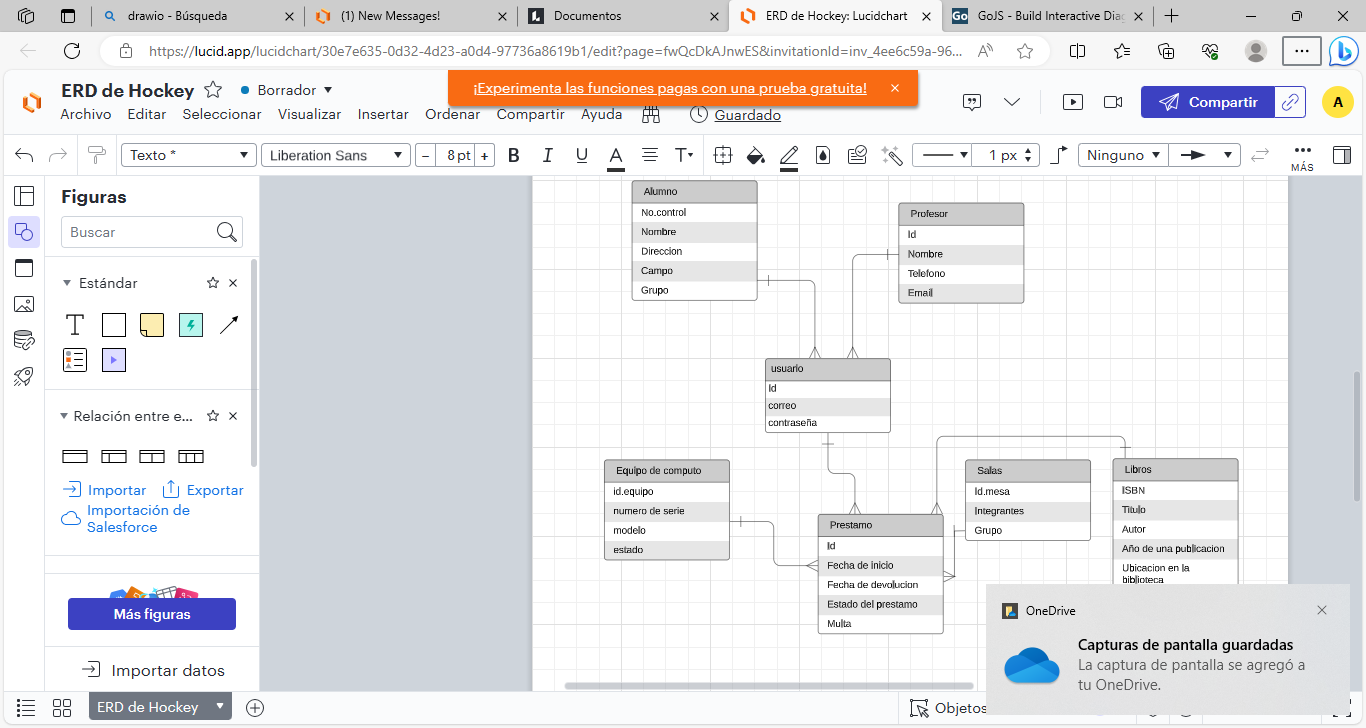 drawio - Búsqueda
(1) New Messages!
Documentos
ERD de Hockey: Lucidchart
Go
GoJS - Build Interactive Diag
https://lucid.app/lucidchart/30e7e635-0d32-4d23-a0d4-97736a8619b1/edit?page=fwQcDkAJnwES&invitationId=inv_4ee6c59a-96...
ERD de Hockey
Borrador
¡Experimenta las funciones pagas con una prueba gratuita!
Archivo Editar Seleccionar Visualizar Insertar Ordenar Compartir Ayuda Guardado
Compartir
A
Texto *
Liberation Sans
− 8 pt +
B I U A T
1 px
Ninguno
MÁS
Figuras
Buscar
Estándar
T
Relación entre e...
Importar
Exportar
Importación de
Salesforce
Más figuras
Importar datos
Alumno
No.control
Nombre
Direccion
Campo
Grupo
Profesor
Id
Nombre
Telefono
Email
usuario
Id
correo
contraseña
Equipo de computo
id.equipo
numero de serie
modelo
estado
Prestamo
Id
Fecha de inicio
Fecha de devolucion
Estado del prestamo
Multa
Salas
Id.mesa
Integrantes
Grupo
Libros
ISBN
Titulo
Autor
Año de una publicacion
Ubicacion en la
biblioteca
OneDrive
Capturas de pantalla guardadas
La captura de pantalla se agregó a
tu OneDrive.
ERD de Hockey
Objetos